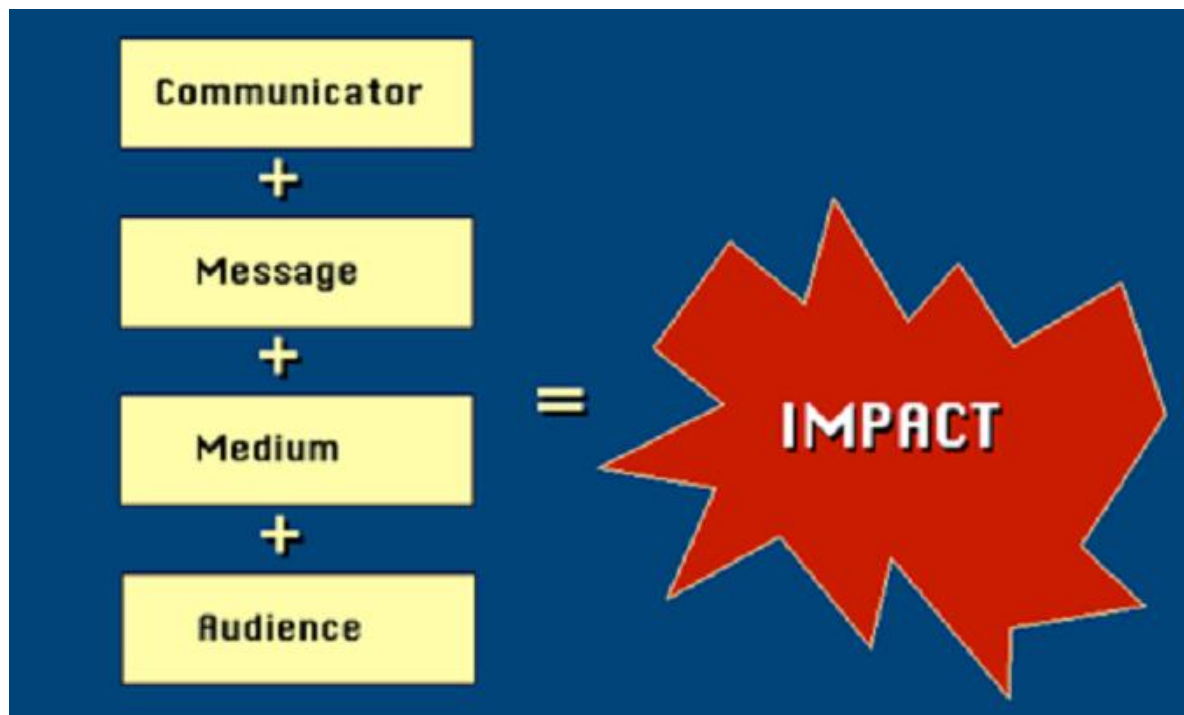 Communicator
+
Message
+
Medium
+
Audience
=
IMPACT